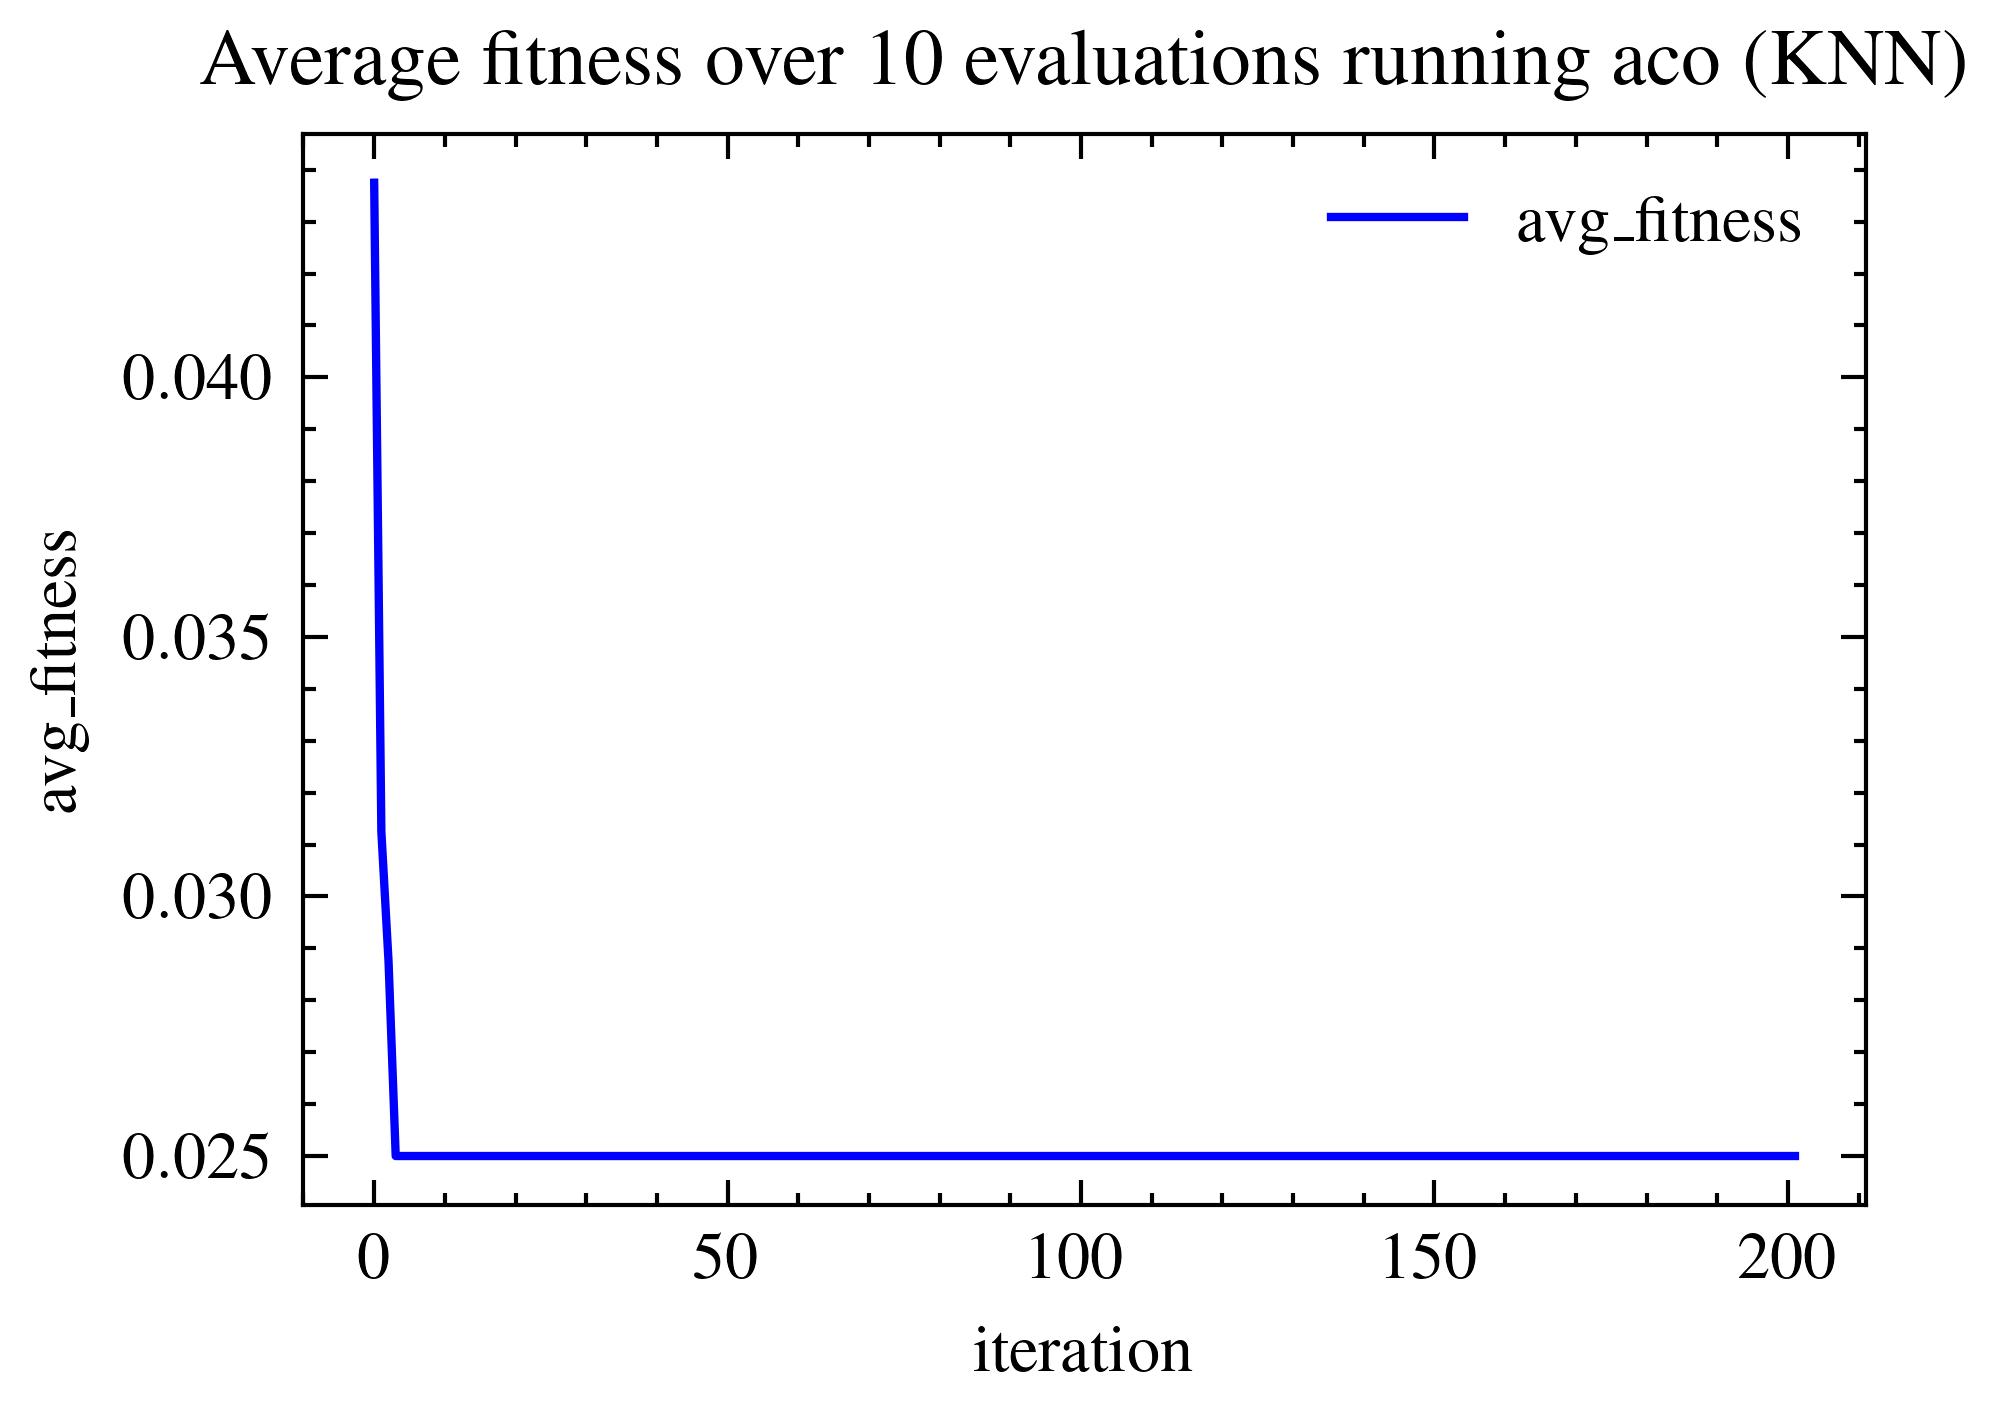 Average fitness over 10 evaluations running aco (KNN)
avg_fitness
0.040
0.035
0.030
0.025
avg_fitness
0 50 100 150 200
iteration